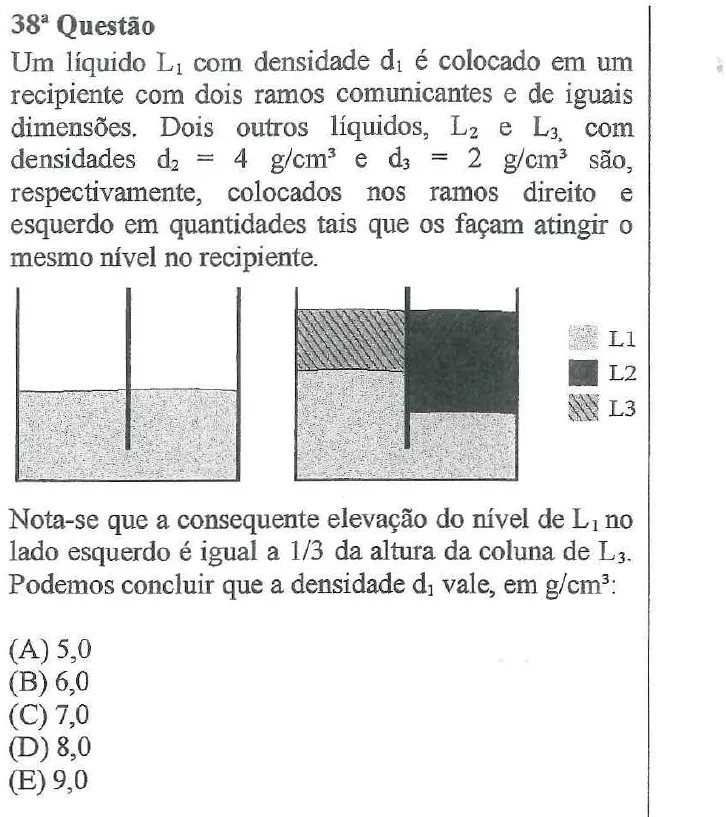 38ª Questão
Um líquido L₁ com densidade d₁ é colocado em um
recipiente com dois ramos comunicantes e de iguais
dimensões. Dois outros líquidos, L₂ e L₃, com
densidades d₂ = 4 g/cm³ e d₃ = 2 g/cm³ são,
respectivamente, colocados nos ramos direito e
esquerdo em quantidades tais que os façam atingir o
mesmo nível no recipiente.
L1
L2
L3
Nota-se que a consequente elevação do nível de L₁ no
lado esquerdo é igual a 1/3 da altura da coluna de L₃.
Podemos concluir que a densidade d₁ vale, em g/cm³:
(A) 5,0
(B) 6,0
(C) 7,0
(D) 8,0
(E) 9,0